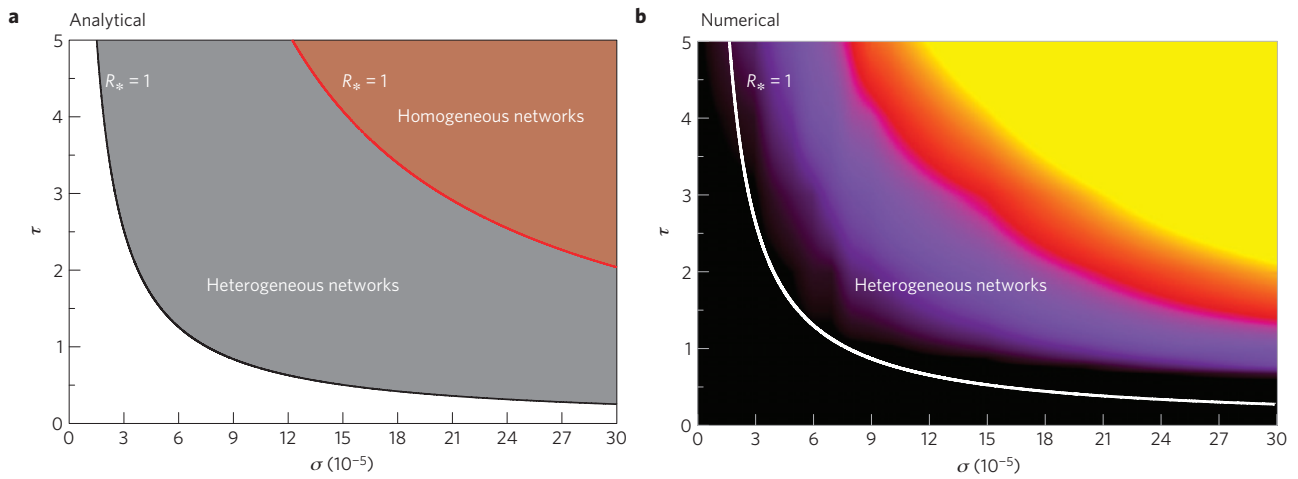 a Analytical
5
4
3
2
1
0
τ
R* = 1
R* = 1
Homogeneous networks
Heterogeneous networks
0 3 6 9 12 15 18 21 24 27 30
σ (10⁻⁵)
b Numerical
5
4
3
2
1
0
τ
R* = 1
Heterogeneous networks
0 3 6 9 12 15 18 21 24 27 30
σ (10⁻⁵)